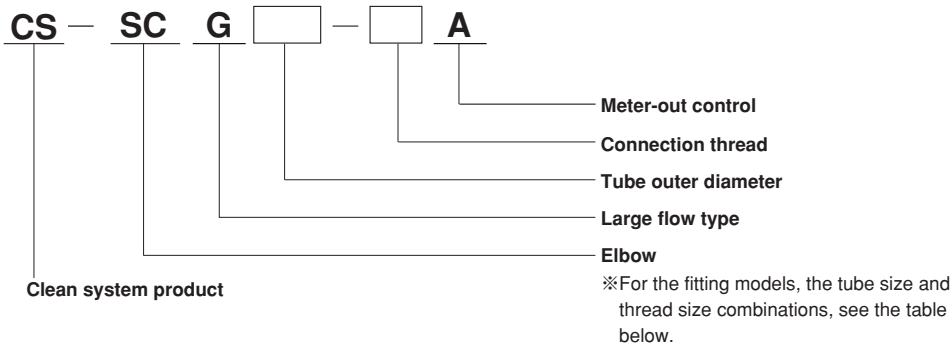 CS — SC G — A
Meter-out control
Connection thread
Tube outer diameter
Large flow type
Elbow
Clean system product
※For the fitting models, the tube size and
thread size combinations, see the table
below.